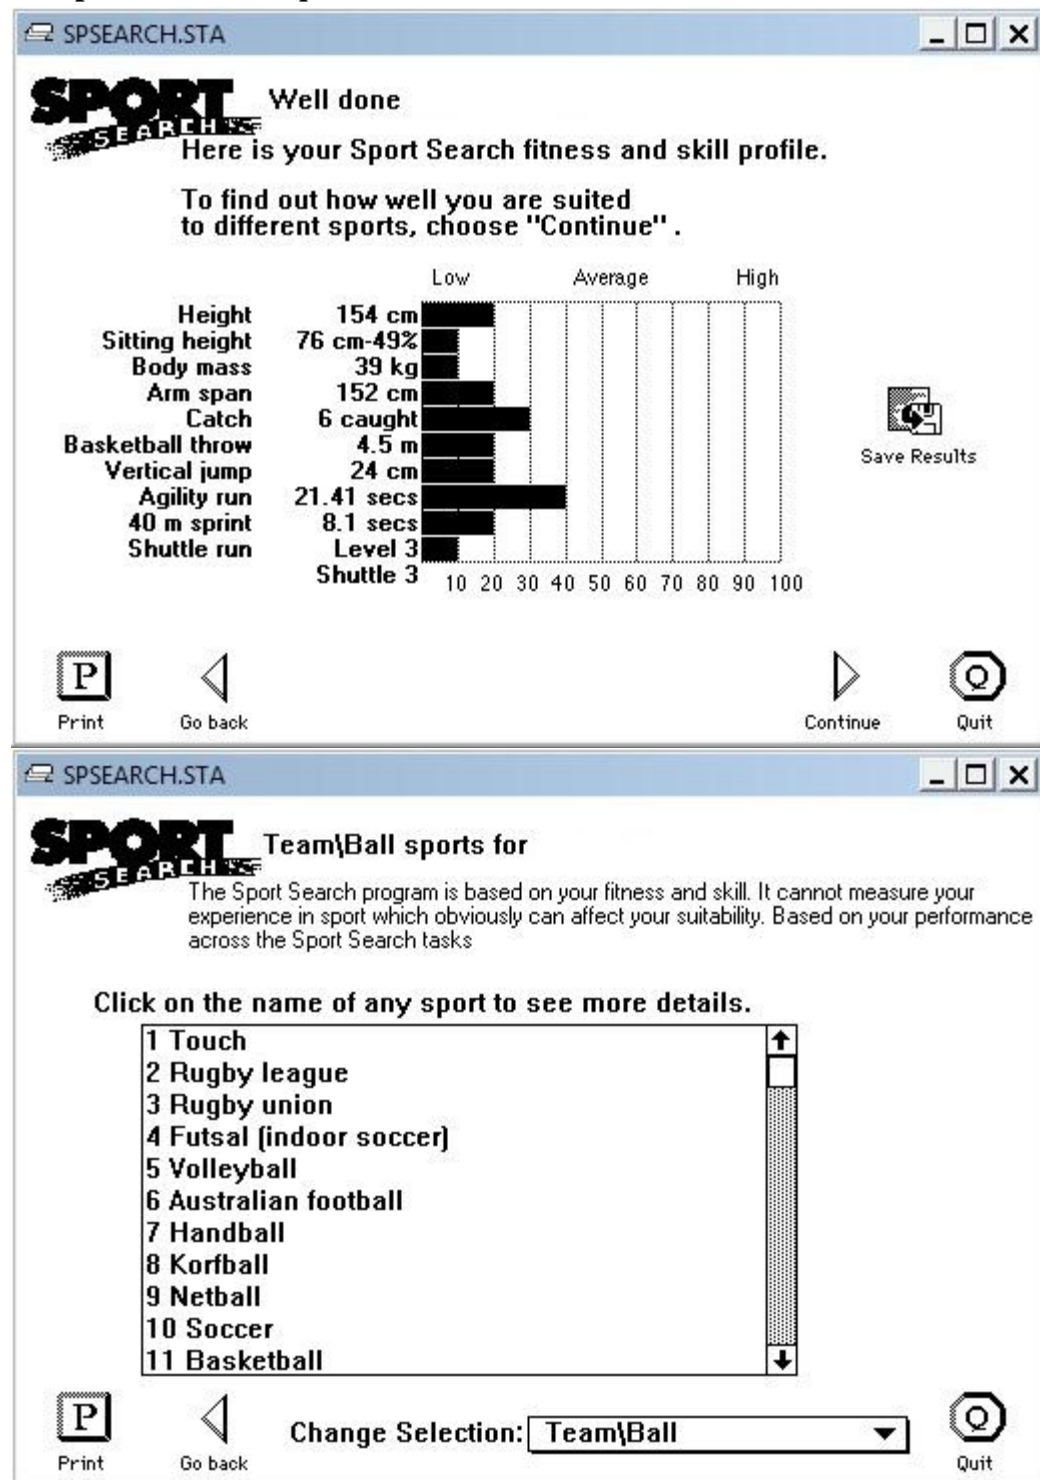 SPSEARCH.STA
SPORT
SEARCH
Well done
Here is your Sport Search fitness and skill profile.
To find out how well you are suited
to different sports, choose "Continue" .
Low Average High
Height 154 cm
Sitting height 76 cm-49%
Body mass 39 kg
Arm span 152 cm
Catch 6 caught
Basketball throw 4.5 m
Vertical jump 24 cm
Agility run 21.41 secs
40 m sprint 8.1 secs
Shuttle run Level 3
Shuttle 3
10 20 30 40 50 60 70 80 90 100
Save Results
P
Q
Print Go back Continue Quit
SPSEARCH.STA
SPORT
SEARCH
Team\Ball sports for
The Sport Search program is based on your fitness and skill. It cannot measure your
experience in sport which obviously can affect your suitability. Based on your performance
across the Sport Search tasks
Click on the name of any sport to see more details.
1 Touch
2 Rugby league
3 Rugby union
4 Futsal (indoor soccer)
5 Volleyball
6 Australian football
7 Handball
8 Korfball
9 Netball
10 Soccer
11 Basketball
P
Change Selection: Team\Ball
Q
Print Go back Quit